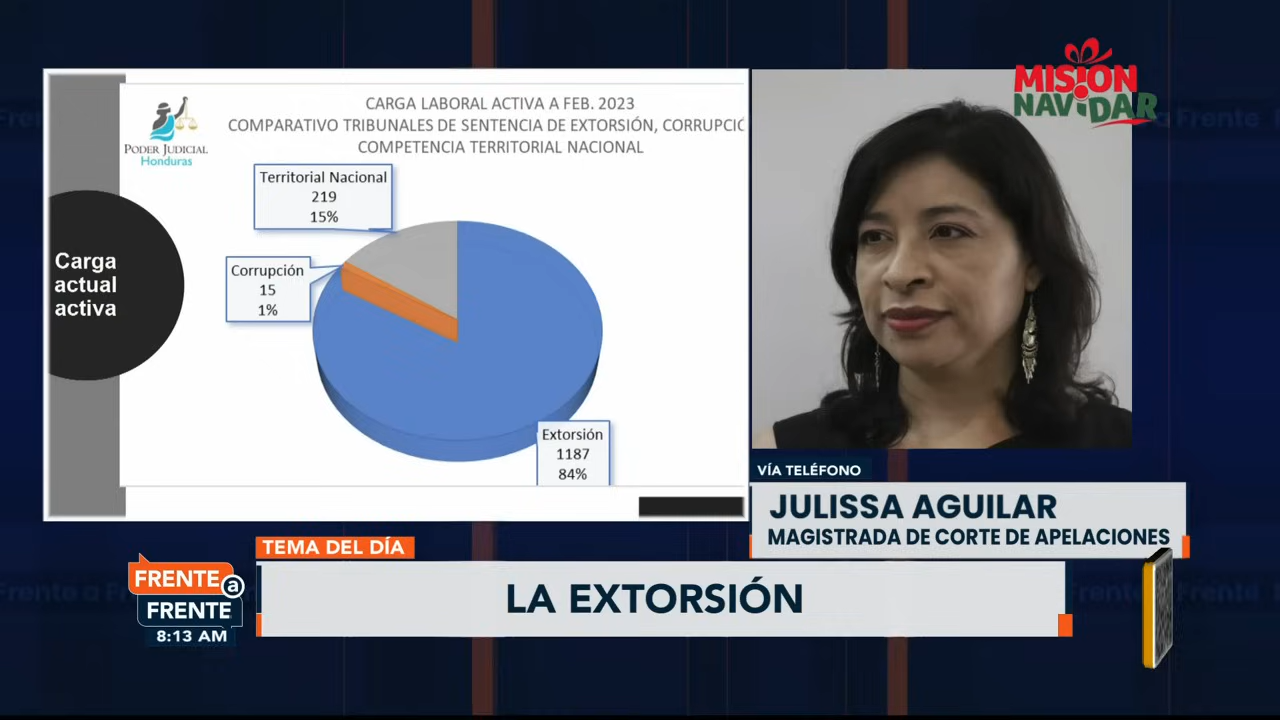 MISION
NAVIDAR
CARGA LABORAL ACTIVA A FEB. 2023
COMPARATIVO TRIBUNALES DE SENTENCIA DE EXTORSIÓN, CORRUPCIÓ
COMPETENCIA TERRITORIAL NACIONAL
PODER JUDICIAL
Honduras
Territorial Nacional
219
15%
Carga
actual
activa
Corrupción
15
1%
Extorsión
1187
84%
VÍA TELÉFONO
JULISSA AGUILAR
MAGISTRADA DE CORTE DE APELACIONES
TEMA DEL DÍA
LA EXTORSIÓN
FRENTE a
FRENTE
8:13 AM